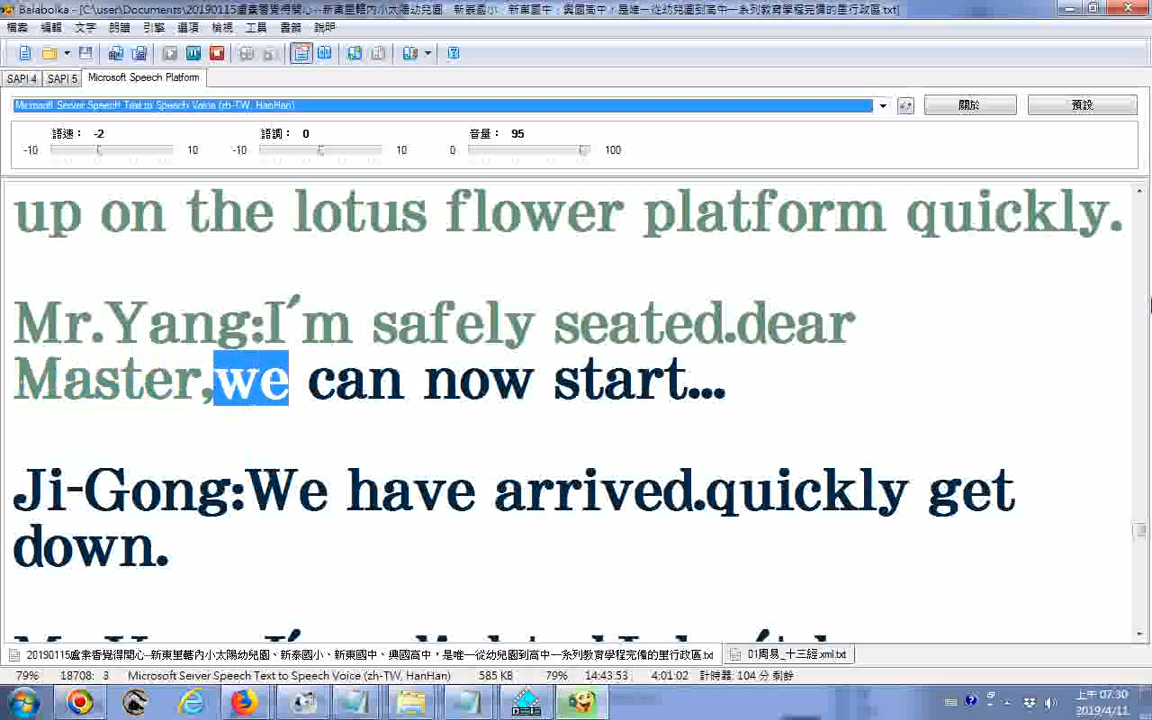 Balabolka - [C:\user\Documents\20190115盧素香覺得開心--新東里轄內小太陽幼兒園、新泰國小、新東國中、興國高中，是唯一從幼兒園到高中一系列教育學程完備的里行政區.txt]
檔案 編輯 文字 朗讀 引擎 選項 檢視 工具 書籤 說明
SAPI 4 SAPI 5 Microsoft Speech Platform
Microsoft Server Speech Text to Speech Voice (zh-TW, HanHan) 關於 預設
語速： -2 語調： 0 音量： 95
-10 10 -10 10 0 100
up on the lotus flower platform quickly.
Mr.Yang:I´m safely seated.dear
Master,we can now start...
Ji-Gong:We have arrived.quickly get
down.
20190115盧素香覺得開心--新東里轄內小太陽幼兒園、新泰國小、新東國中、興國高中，是唯一從幼兒園到高中一系列教育學程完備的里行政區.txt 01周易_十三經.xml.txt
79% 18708: 3 Microsoft Server Speech Text to Speech Voice (zh-TW, HanHan) 585 KB 79% 14:43:53 4:01:02 計時器: 104 分 剩餘
上午 07:30
2019/4/11